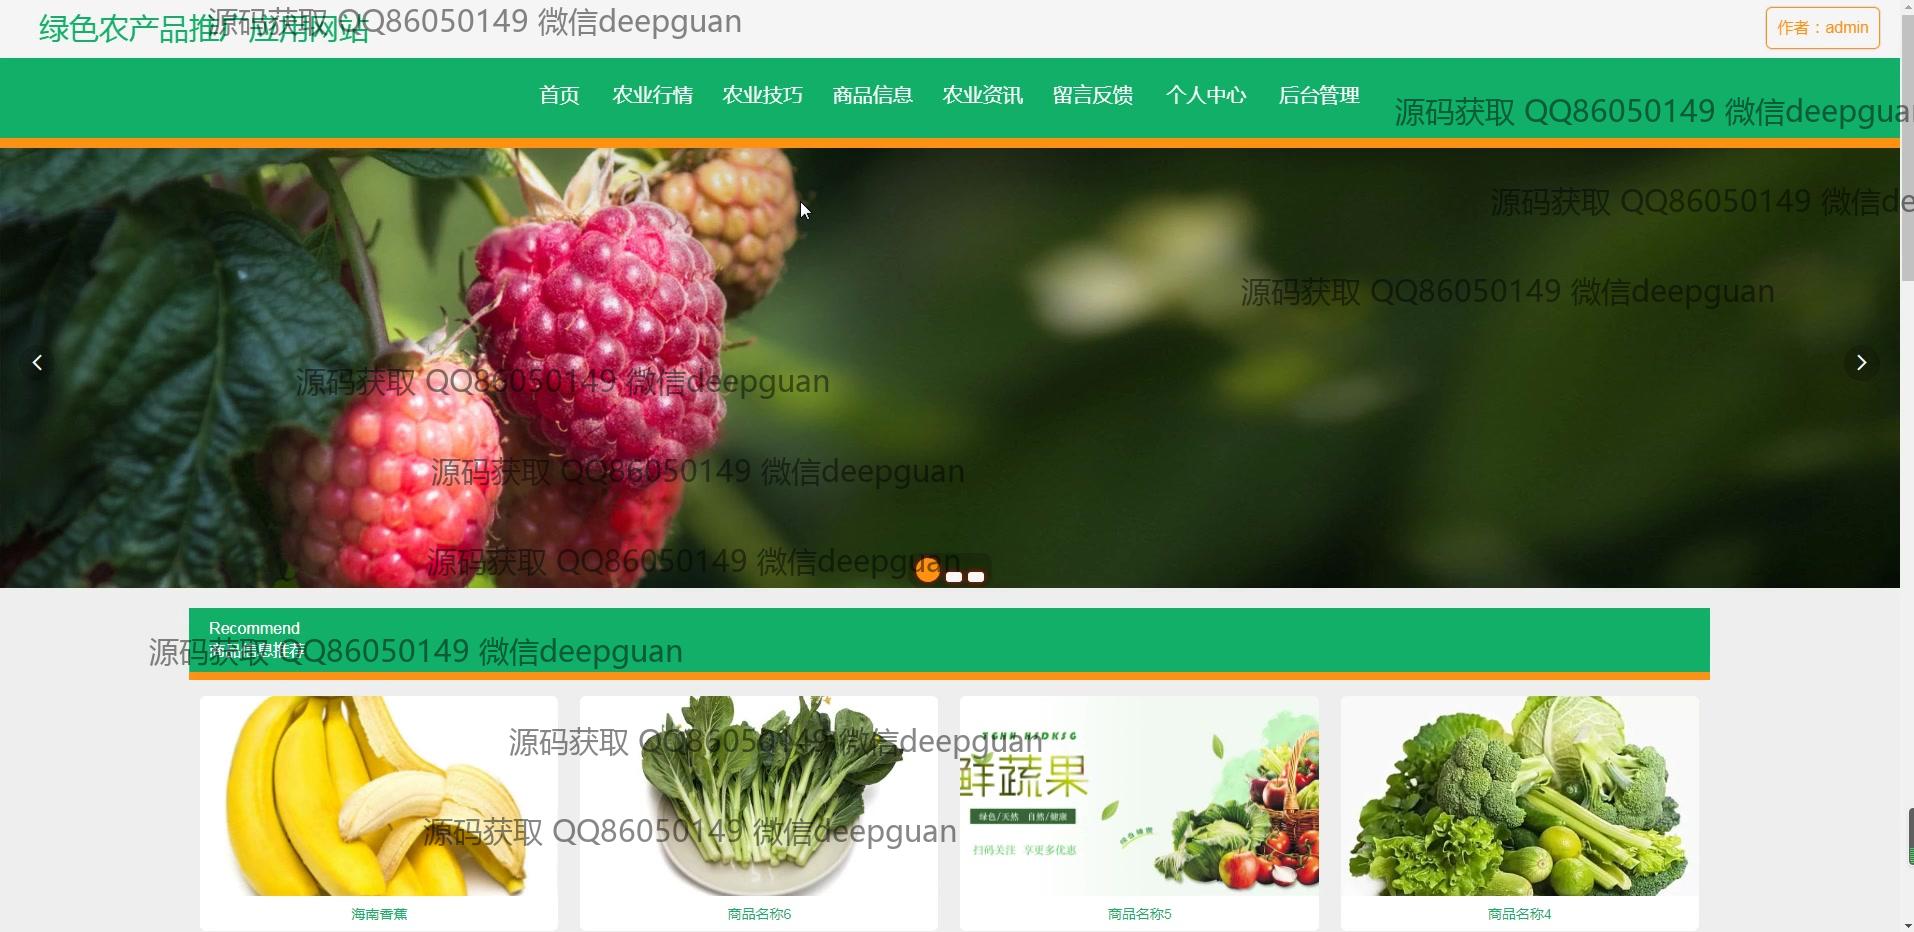 绿色农产品推广应用网站
源码获取 QQ86050149 微信deepguan
作者：admin
首页 农业行情 农业技巧 商品信息 农业资讯 留言反馈 个人中心 后台管理
源码获取 QQ86050149 微信deepguan
源码获取 QQ86050149 微信de
源码获取 QQ86050149 微信deepguan
源码获取 QQ86050149 微信deepguan
源码获取 QQ86050149 微信deepguan
源码获取 QQ86050149 微信deepguan
Recommend
商品信息推荐
源码获取 QQ86050149 微信deepguan
源码获取 QQ86050149 微信deepguan
鲜蔬果
绿色/天然 自然/健康
扫码关注 享更多优惠
源码获取 QQ86050149 微信deepguan
海南香蕉
商品名称6
商品名称5
商品名称4